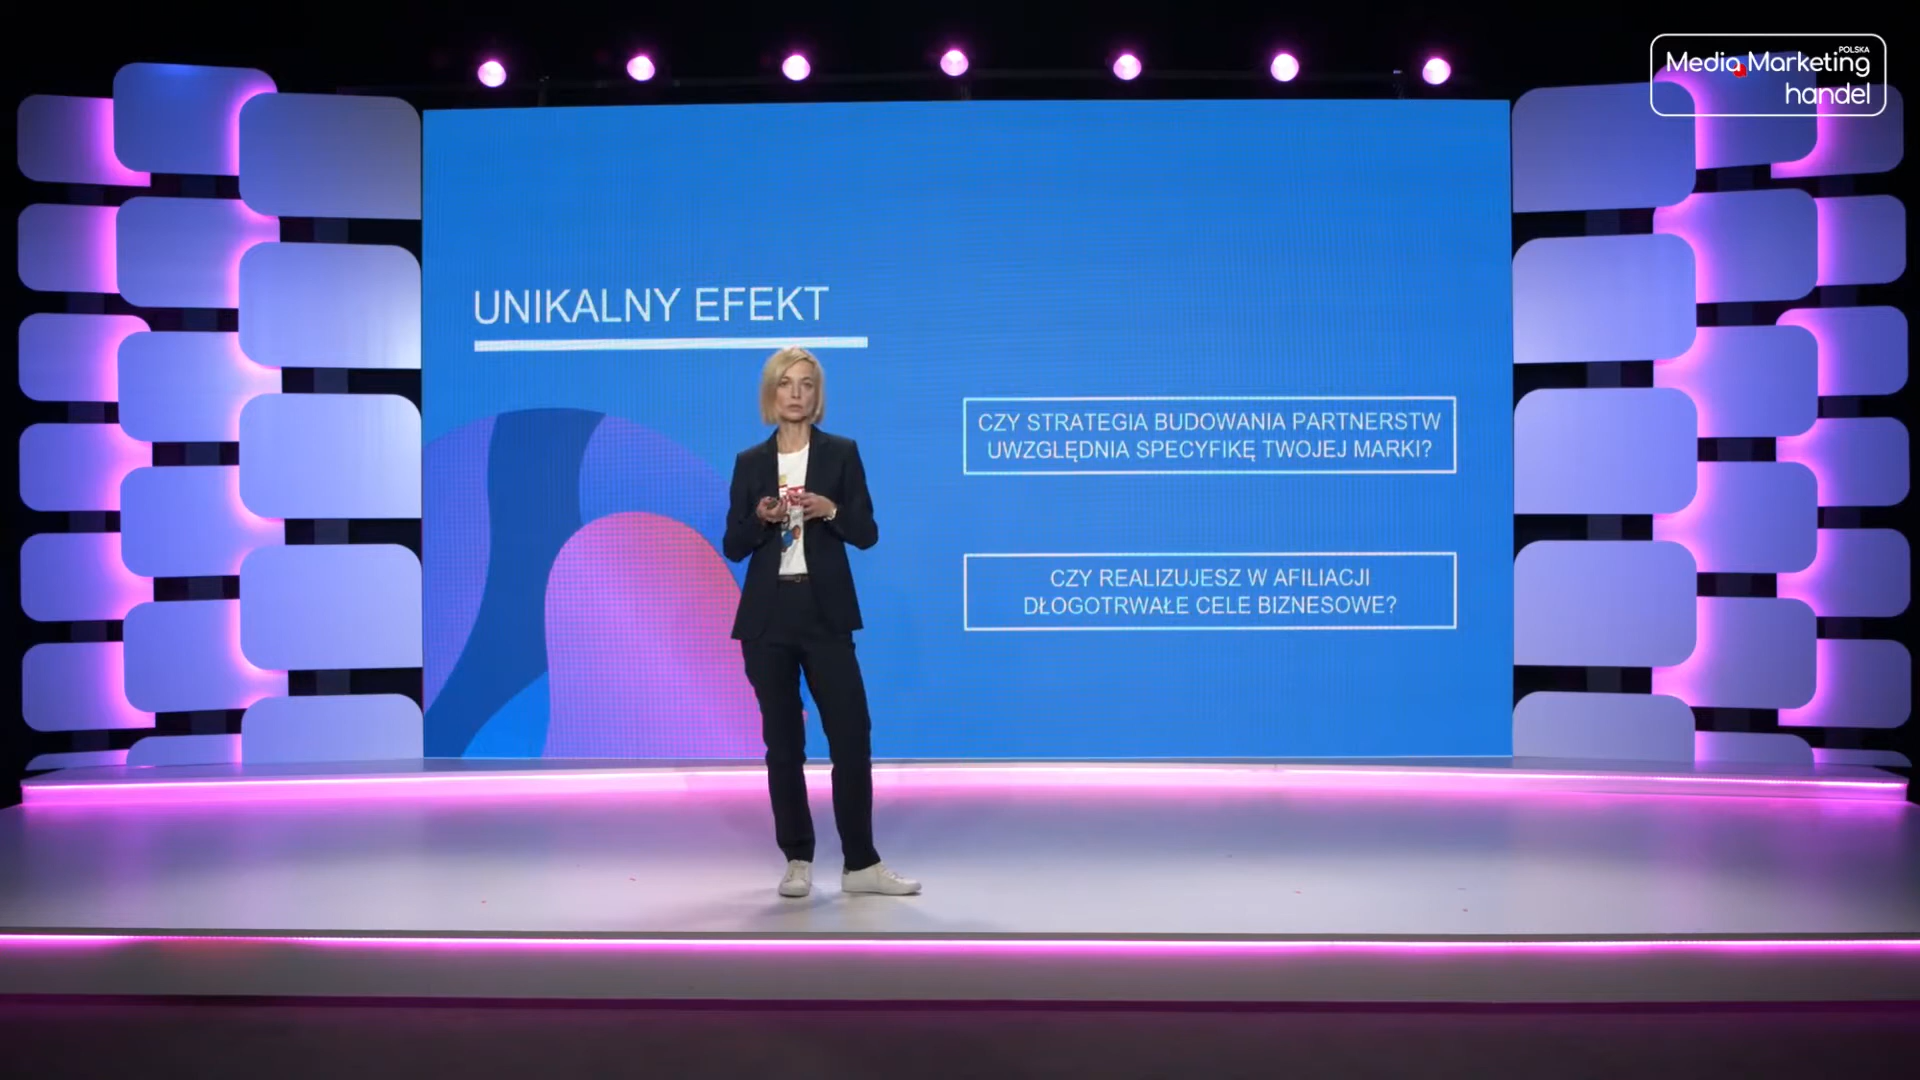 POLSKA
Media Marketing
handel
UNIKALNY EFEKT
CZY STRATEGIA BUDOWANIA PARTNERSTW
UWZGLĘDNIA SPECYFIKĘ TWOJEJ MARKI?
CZY REALIZUJESZ W AFILIACJI
DŁOGOTRWAŁE CELE BIZNESOWE?